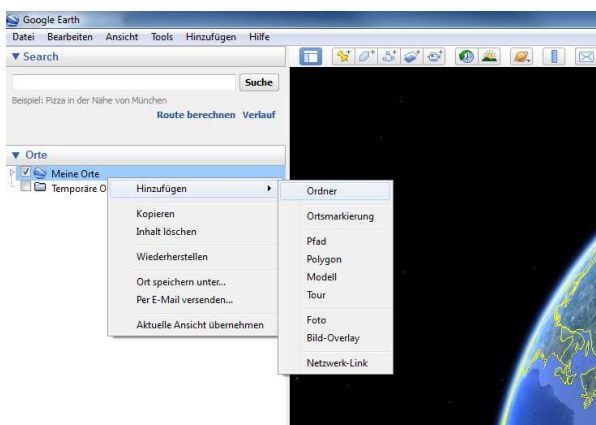 Google Earth
Datei Bearbeiten Ansicht Tools Hinzufügen Hilfe
Search
Suche
Beispiel: Pizza in der Nähe von München
Route berechnen Verlauf
Orte
Meine Orte
Temporäre O
Hinzufügen
Kopieren
Inhalt löschen
Wiederherstellen
Ort speichern unter...
Per E-Mail versenden...
Aktuelle Ansicht übernehmen
Ordner
Ortsmarkierung
Pfad
Polygon
Modell
Tour
Foto
Bild-Overlay
Netzwerk-Link